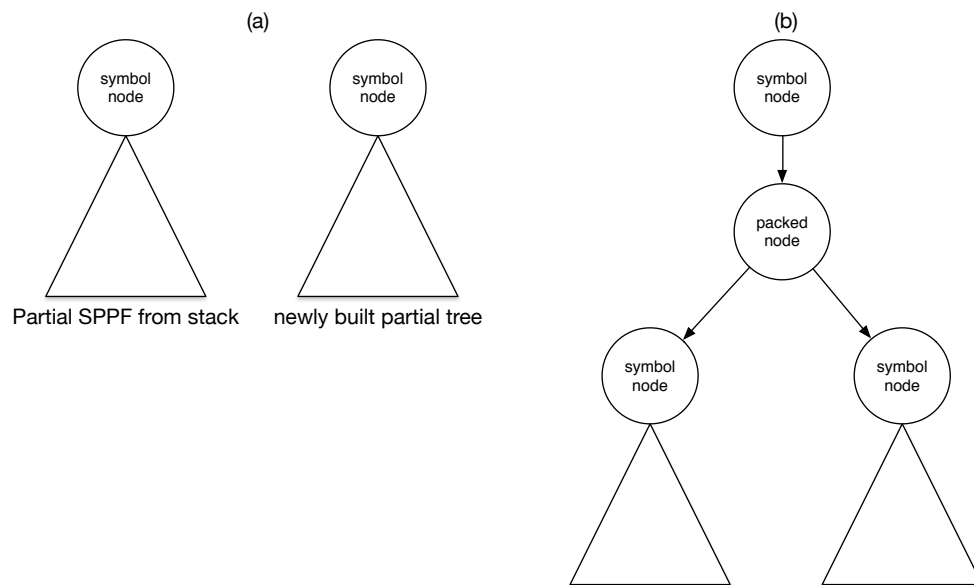 (a)
symbol
node
symbol
node
Partial SPPF from stack
newly built partial tree
(b)
symbol
node
packed
node
symbol
node
symbol
node